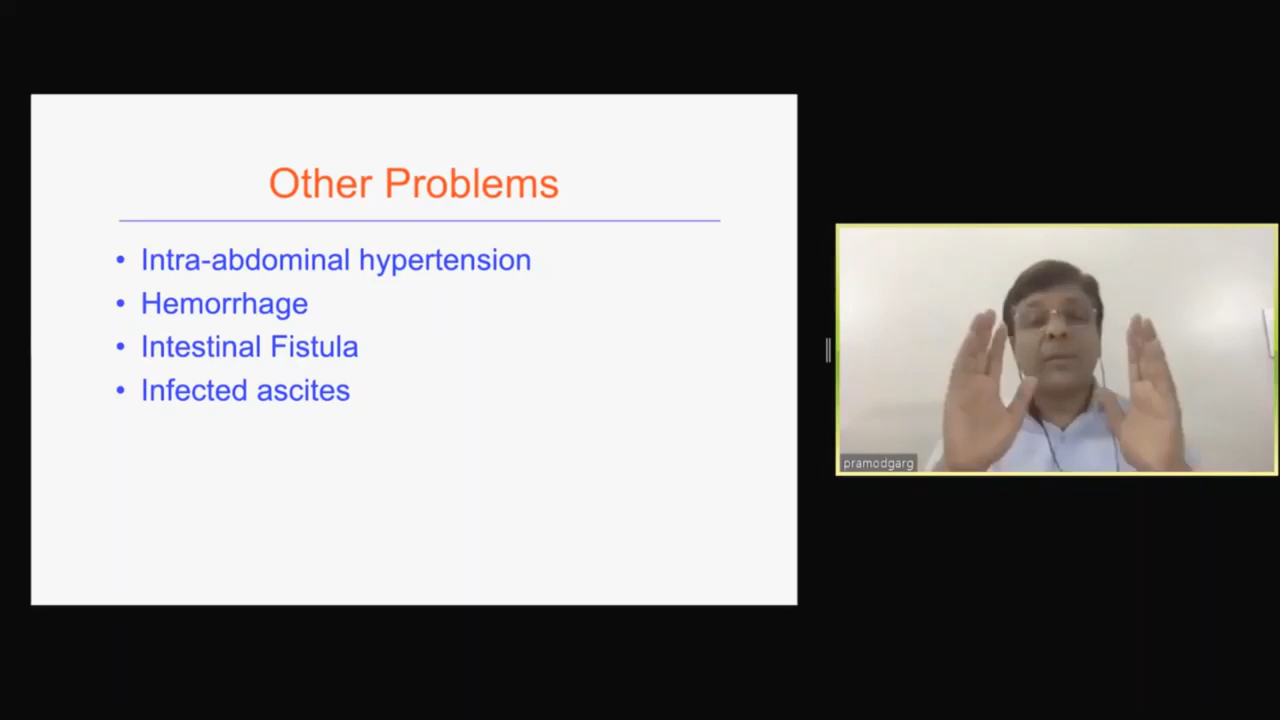 Other Problems
• Intra-abdominal hypertension
• Hemorrhage
• Intestinal Fistula
• Infected ascites
pramodgarg